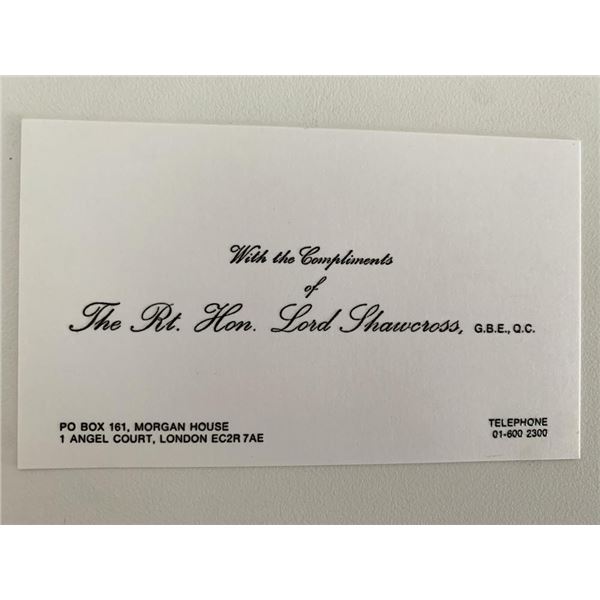 With the Compliments
of
The Rt. Hon. Lord Shawcross, G.B.E., Q.C.
PO BOX 161, MORGAN HOUSE
1 ANGEL COURT, LONDON EC2R 7AE
TELEPHONE
01-600 2300